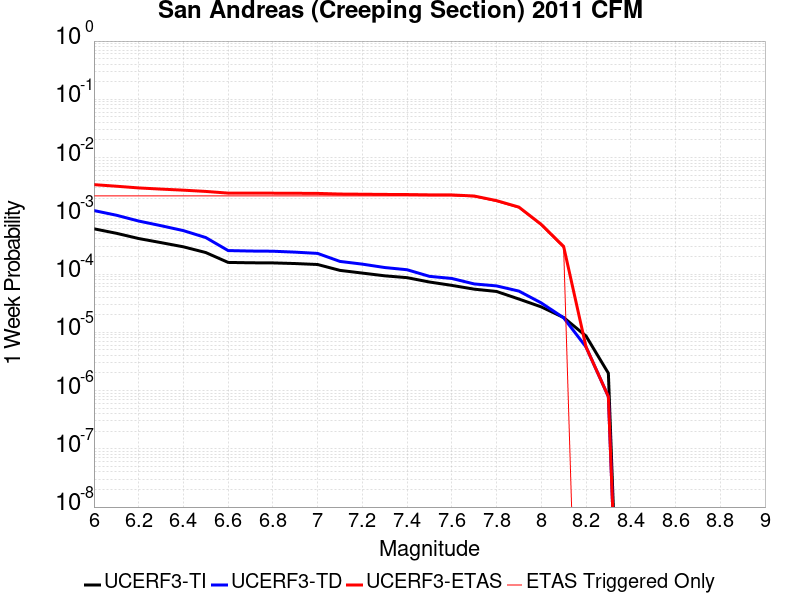 San Andreas (Creeping Section) 2011 CFM
10^0
10^-1
10^-2
10^-3
10^-4
10^-5
10^-6
10^-7
10^-8
1 Week Probability
6 6.2 6.4 6.6 6.8 7 7.2 7.4 7.6 7.8 8 8.2 8.4 8.6 8.8 9
Magnitude
UCERF3-TI UCERF3-TD UCERF3-ETAS ETAS Triggered Only